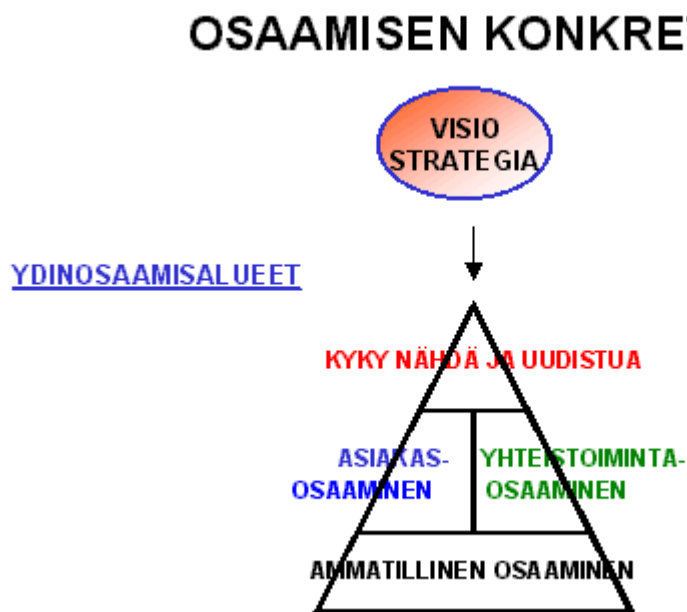 OSAAMISEN KONKRET
VISIO
STRATEGIA
YDINOSAAMISALUEET
KYKY NÄHDÄ JA UUDISTUA
ASIAKAS-
OSAAMINEN
YHTEISTOIMINTA-
OSAAMINEN
AMMATILLINEN OSAAMINEN